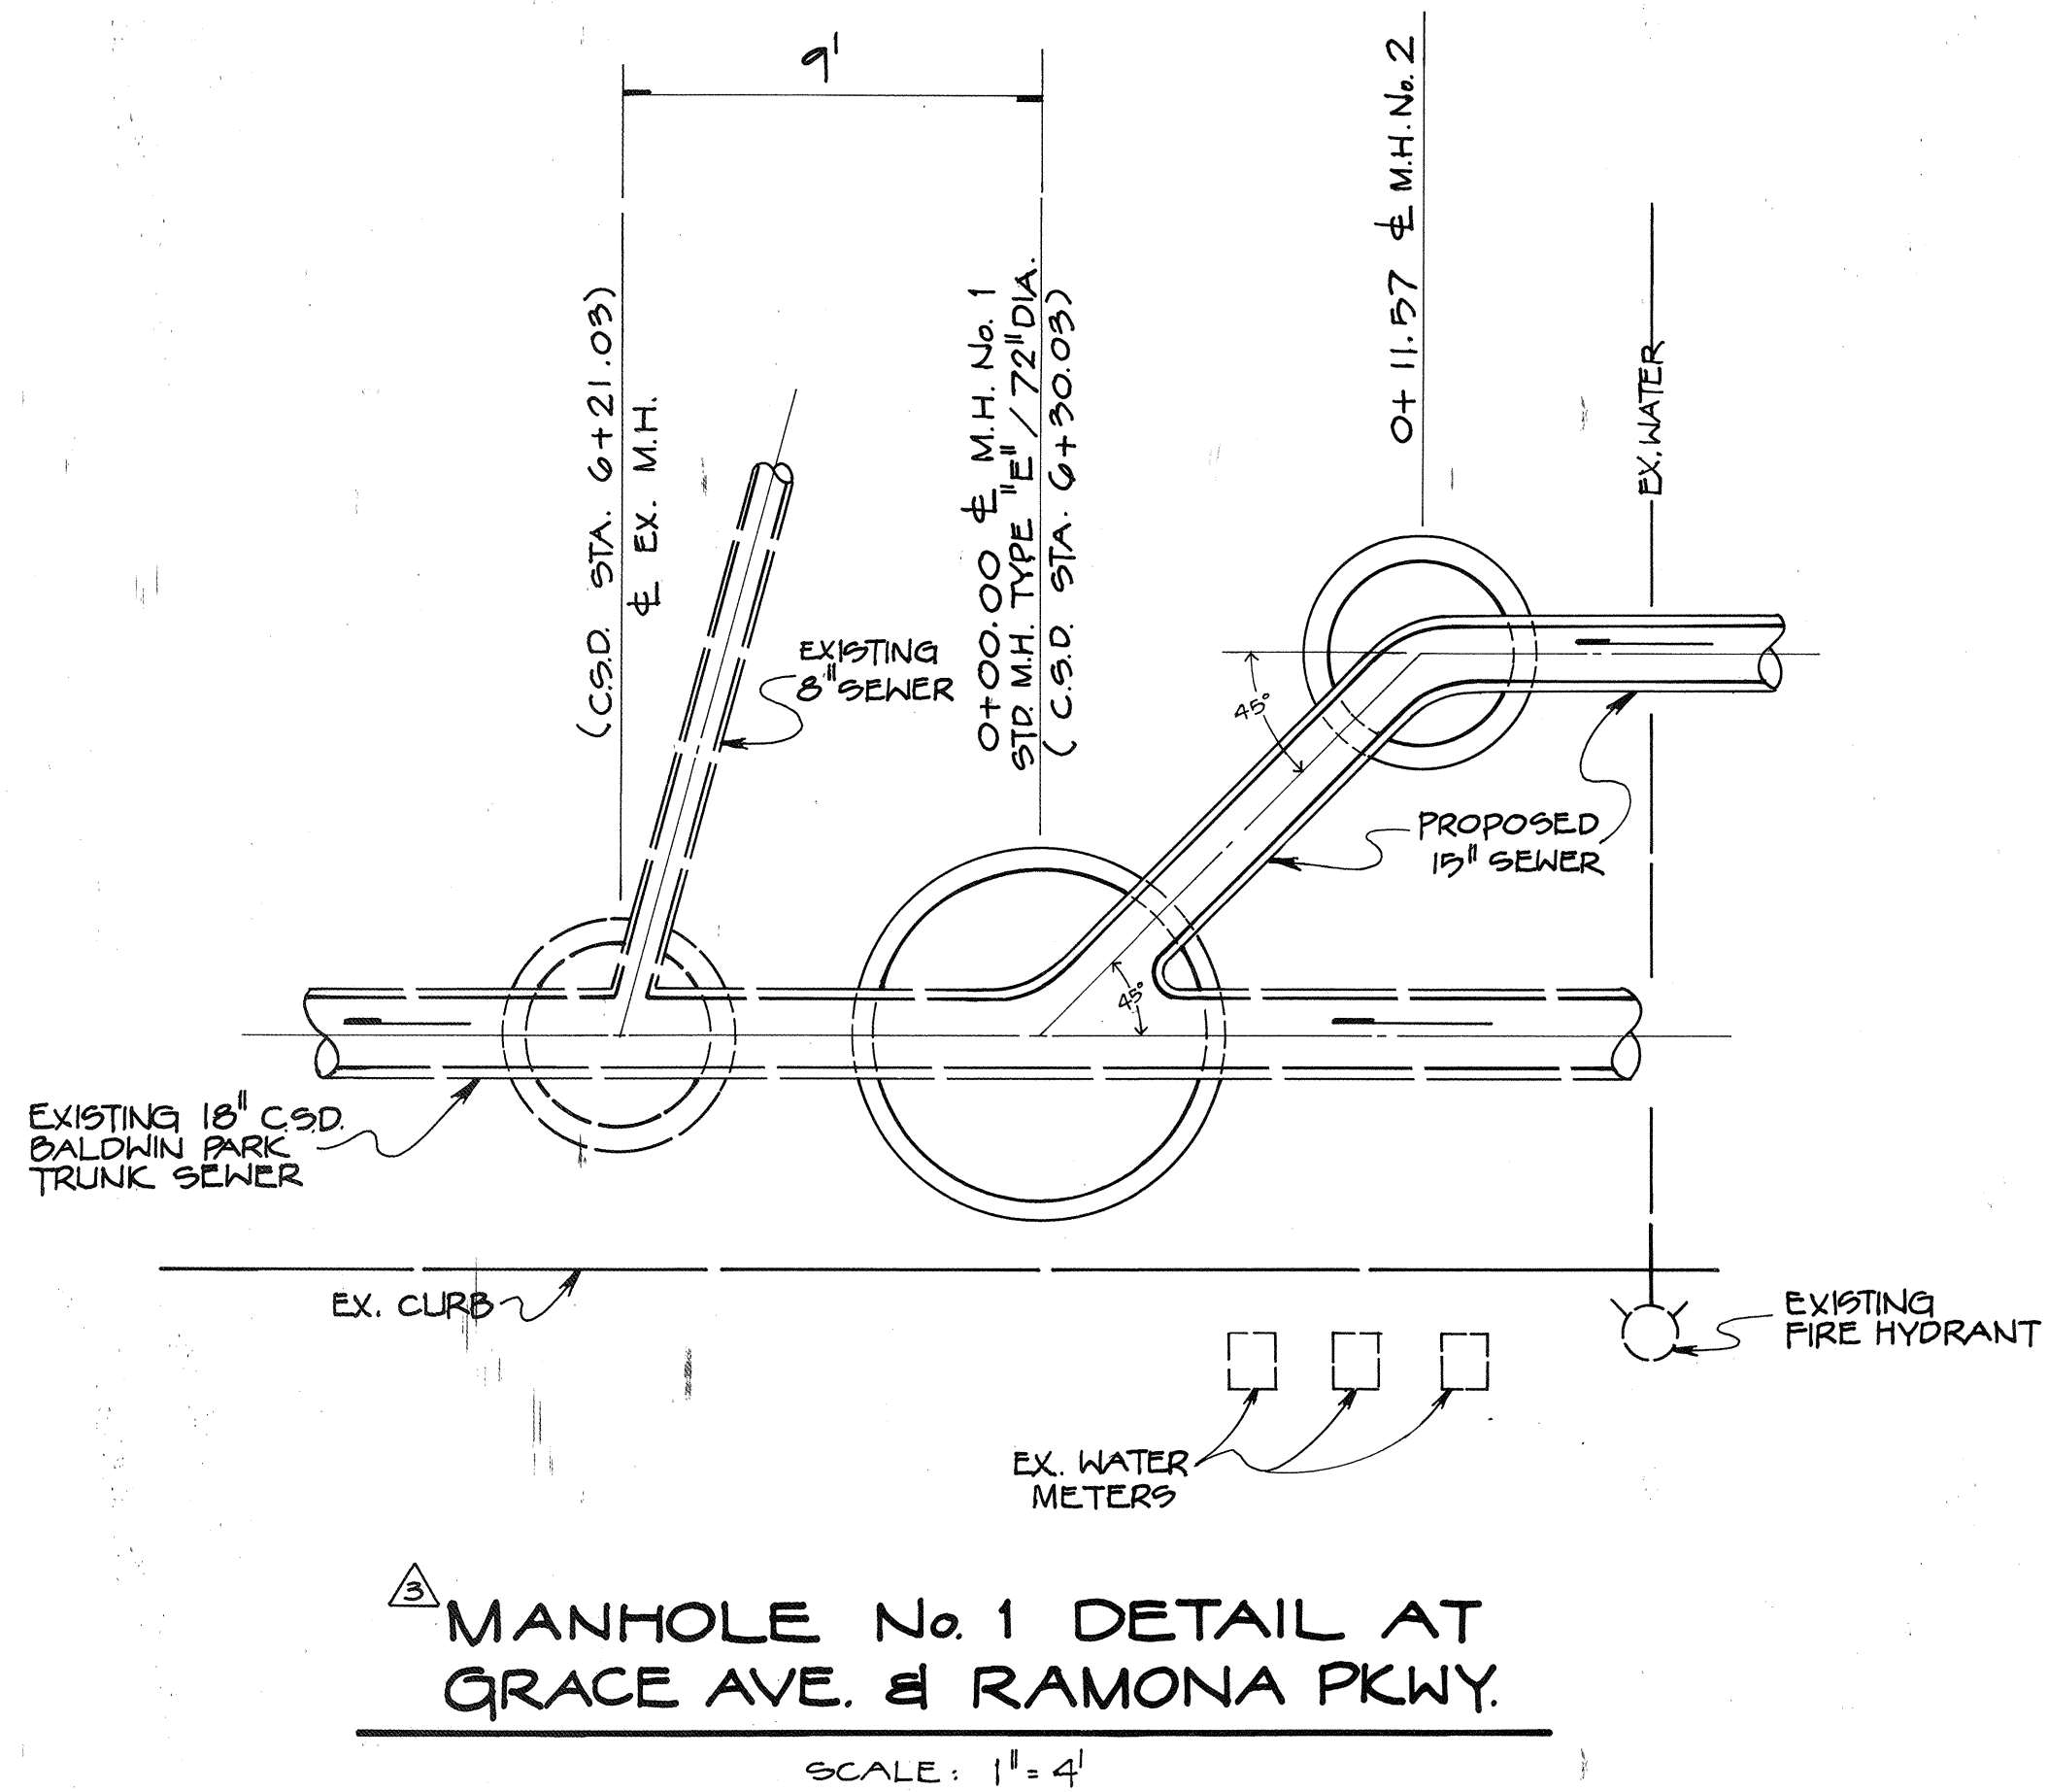 9'
(C.S.D. STA. 6+21.03)
℄ EX. M.H.
0+00.00 ℄ M.H. No. 1
STD. M.H. TYPE "E" / 72" DIA.
(C.S.D. STA. 6+30.03)
0+11.57 ℄ M.H. No. 2
EX. WATER
EXISTING
8" SEWER
45°
PROPOSED
15" SEWER
45°
EXISTING 18" C.S.D.
BALDWIN PARK
TRUNK SEWER
EX. CURB
EXISTING
FIRE HYDRANT
EX. WATER
METERS
3
MANHOLE No. 1 DETAIL AT
GRACE AVE. & RAMONA PKWY.
SCALE: 1" = 4'